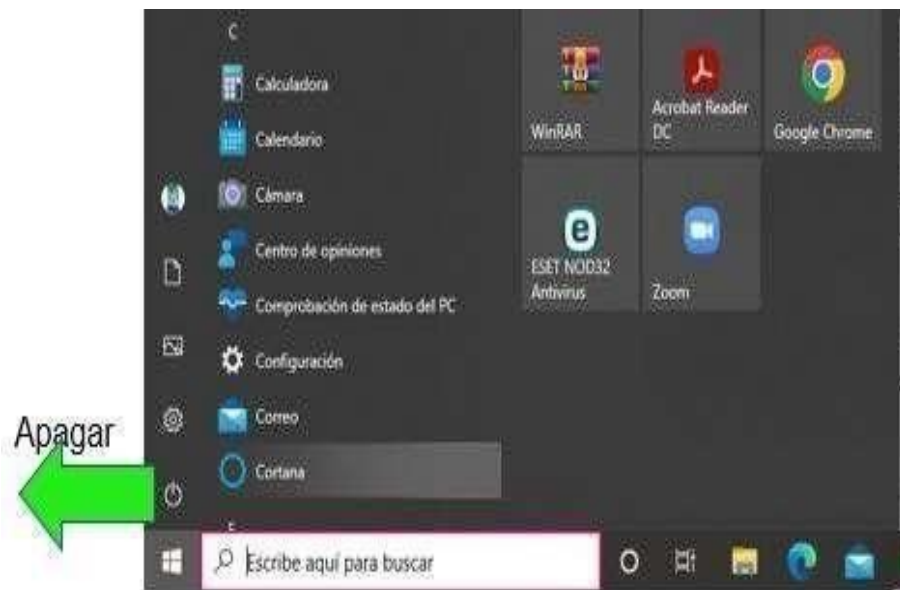 C
Calculadora
Calendario
Cámara
Centro de opiniones
Comprobación de estado del PC
Configuración
Correo
Cortana
E
WinRAR
Acrobat Reader
DC
Google Chrome
ESET NOD32
Antivirus
Zoom
Apagar
Escribe aquí para buscar